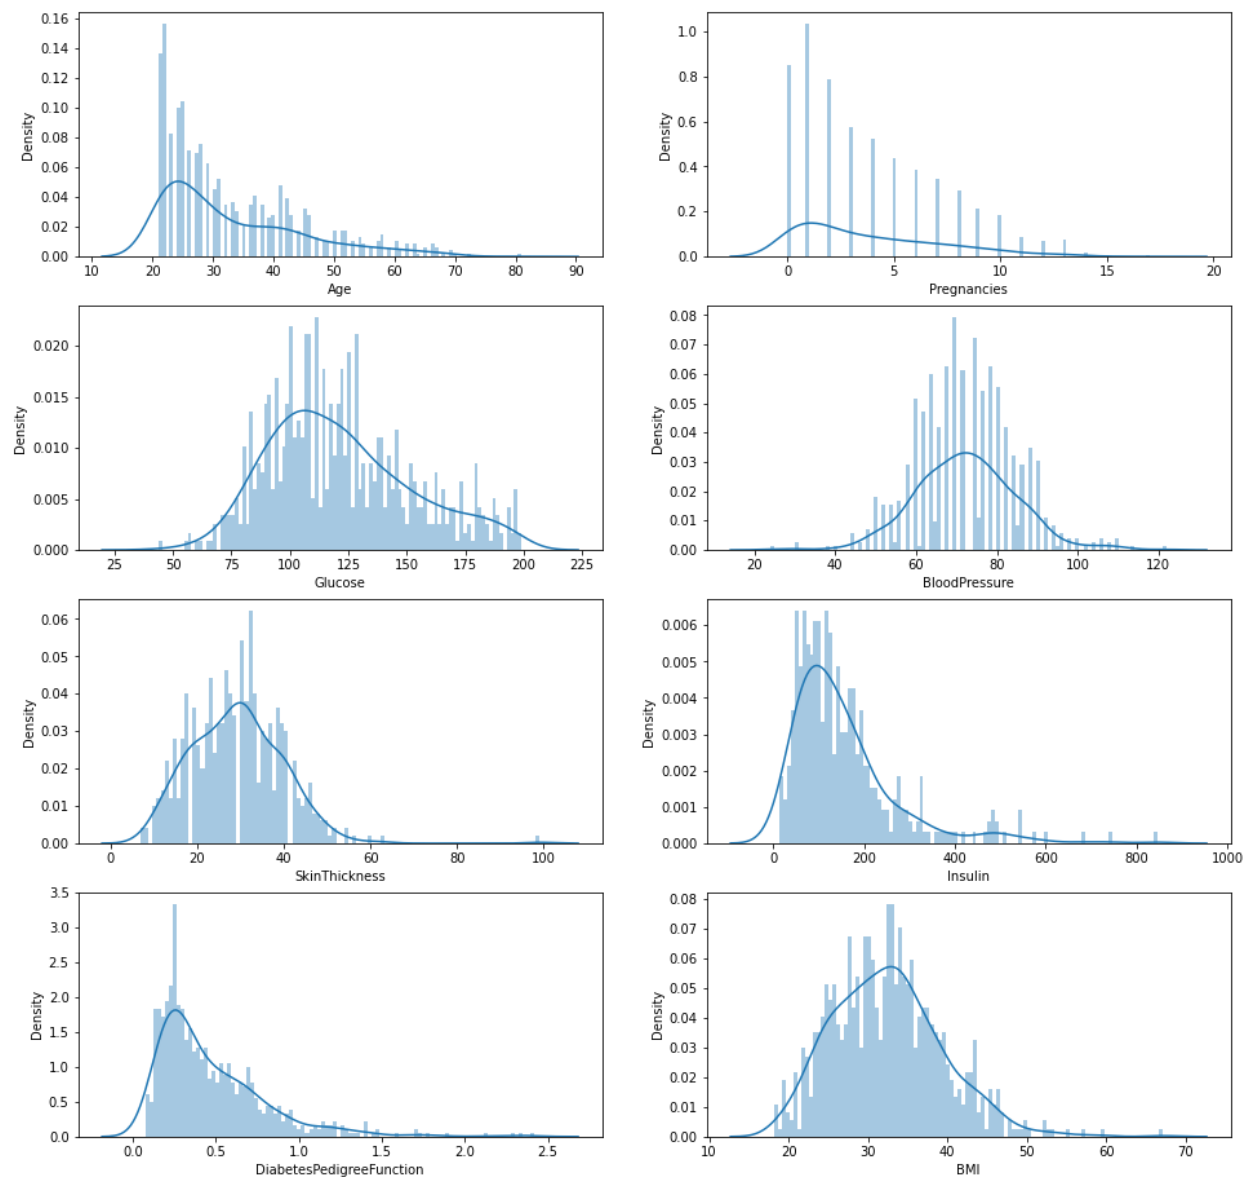 0.16
0.14
0.12
0.10
0.08
0.06
0.04
0.02
0.00
Density
10 20 30 40 50 60 70 80 90
Age
1.0
0.8
0.6
0.4
0.2
0.0
Density
0 5 10 15 20
Pregnancies
0.020
0.015
0.010
0.005
0.000
Density
25 50 75 100 125 150 175 200 225
Glucose
0.08
0.07
0.06
0.05
0.04
0.03
0.02
0.01
0.00
Density
20 40 60 80 100 120
BloodPressure
0.06
0.05
0.04
0.03
0.02
0.01
0.00
Density
0 20 40 60 80 100
SkinThickness
0.006
0.005
0.004
0.003
0.002
0.001
0.000
Density
0 200 400 600 800 1000
Insulin
3.5
3.0
2.5
2.0
1.5
1.0
0.5
0.0
Density
0.0 0.5 1.0 1.5 2.0 2.5
DiabetesPedigreeFunction
0.08
0.07
0.06
0.05
0.04
0.03
0.02
0.01
0.00
Density
10 20 30 40 50 60 70
BMI